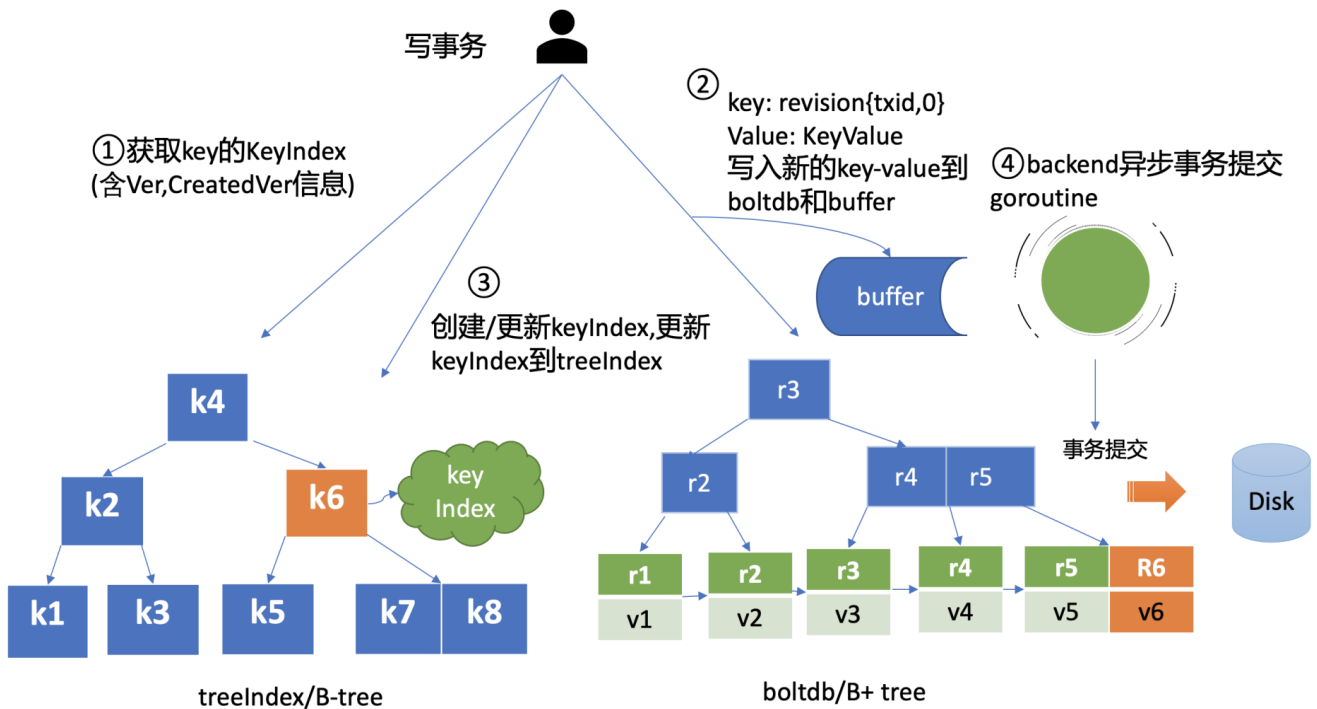 写事务
①获取key的KeyIndex
(含Ver,CreatedVer信息)
②
key: revision{txid,0}
Value: KeyValue
写入新的key-value到
boltdb和buffer
④backend异步事务提交
goroutine
buffer
③
创建/更新keyIndex,更新
keyIndex到treeIndex
k4
k2
k6
key
Index
k1
k3
k5
k7
k8
treeIndex/B-tree
r3
r2
r4
r5
r1
r2
r3
r4
r5
R6
v1
v2
v3
v4
v5
v6
boltdb/B+ tree
事务提交
Disk